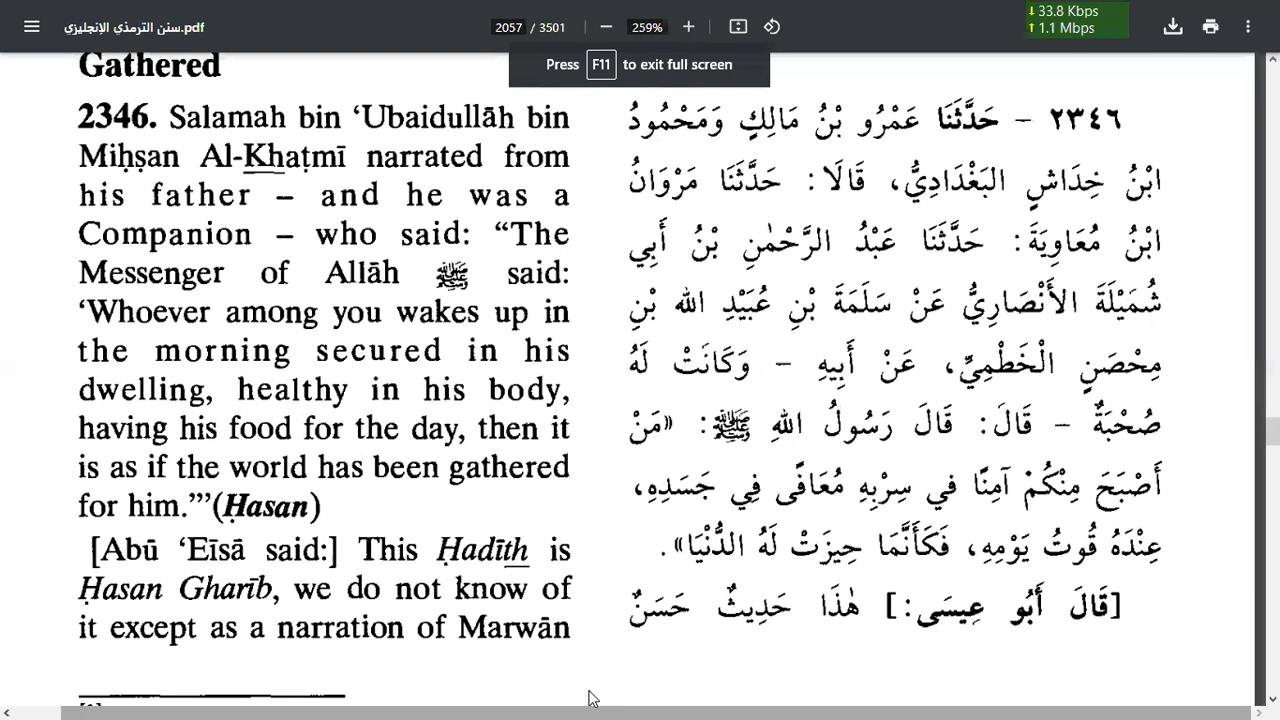 سنن الترمذي الإنجليزي.pdf
2057 / 3501
259%
↓ 33.8 Kbps
↑ 1.1 Mbps
Press F11 to exit full screen
Gathered
2346. Salamah bin ‘Ubaidullāh bin
Miḥṣan Al-Khaṭmī narrated from
his father – and he was a
Companion – who said: “The
Messenger of Allāh ﷺ said:
‘Whoever among you wakes up in
the morning secured in his
dwelling, healthy in his body,
having his food for the day, then it
is as if the world has been gathered
for him.’”(Ḥasan)
[Abū ‘Eīsā said:] This Ḥadīth is
Ḥasan Gharīb, we do not know of
it except as a narration of Marwān
٢٣٤٦ – حَدَّثَنَا عَمْرُو بْنُ مَالِكٍ وَمَحْمُودُ
ابْنُ خِدَاشٍ البَغْدَادِيُّ، قَالَا: حَدَّثَنَا مَرْوَانُ
ابْنُ مُعَاوِيَةَ: حَدَّثَنَا عَبْدُ الرَّحْمٰنِ بْنُ أَبِي
شُمَيْلَةَ الأَنْصَارِيُّ عَنْ سَلَمَةَ بْنِ عُبَيْدِ الله بْنِ
مِحْصَنٍ الْخَطْمِيِّ، عَنْ أَبِيهِ – وَكَانَتْ لَهُ
صُحْبَةٌ – قَالَ: قَالَ رَسُولُ اللهِ ﷺ: «مَنْ
أَصْبَحَ مِنْكُمْ آمِنًا في سِرْبِهِ مُعَافًى فِي جَسَدِهِ،
عِنْدَهُ قُوتُ يَوْمِهِ، فَكَأَنَّمَا حِيزَتْ لَهُ الدُّنْيَا».
[قَالَ أَبُو عِيسَى:] هٰذَا حَدِيثٌ حَسَنٌ